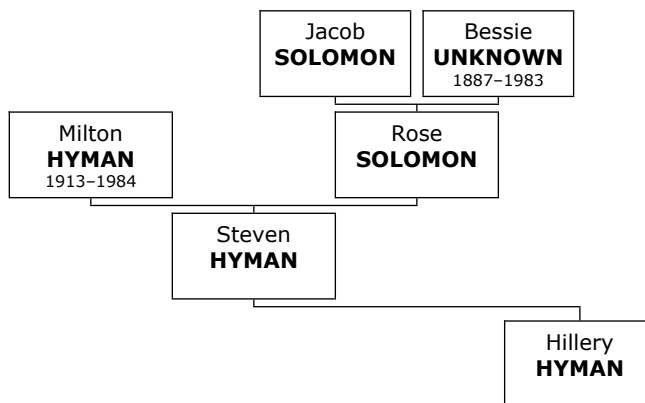 Jacob
SOLOMON
Bessie
UNKNOWN
1887–1983
Milton
HYMAN
1913–1984
Rose
SOLOMON
Steven
HYMAN
Hillery
HYMAN